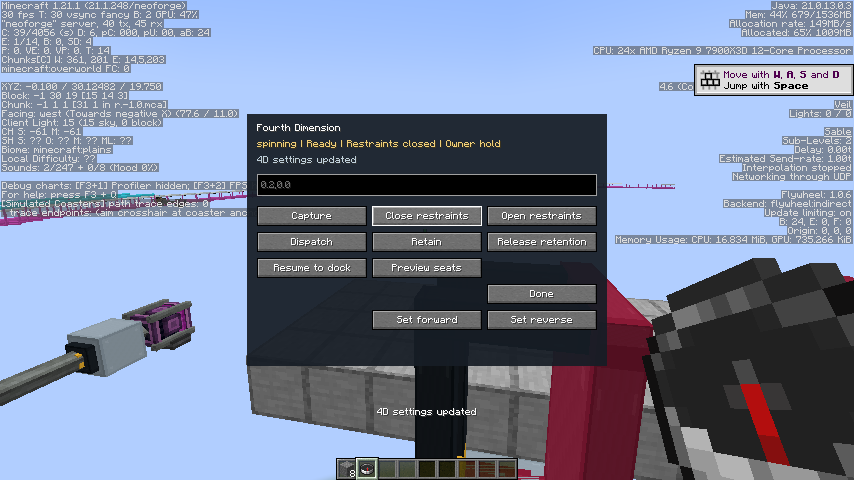 Minecraft 1.21.1 (21.1.248/neoforge)
30 fps T: 30 vsync fancy B: 2 GPU: 47%
"neoforge" server, 40 tx, 45 rx
C: 39/4056 (s) D: 6, pC: 000, pU: 00, aB: 24
E: 1/14, B: 0, SD: 4
P: 0. VE: 0. VP: 0. T: 14
Chunks[C] W: 361, 201 E: 14,5,203
minecraft:overworld FC: 0
XYZ: -0.100 / 30.12482 / 19.750
Block: -1 30 19 [15 14 3]
Chunk: -1 1 1 [31 1 in r.-1.0.mca]
Facing: west (Towards negative X) (77.6 / 11.0)
Client Light: 15 (15 sky, 0 block)
CH S: -61 M: -61
SH S: ?? O: ?? M: ?? ML: ??
Biome: minecraft:plains
Local Difficulty: ??
Sounds: 2/247 + 0/8 (Mood 0%)
Debug charts: [F3+1] Profiler hidden; [F3+2] FPS
For help: press F3 + Q
[Simulated Coasters] path trace edges: 0
trace endpoints: (aim crosshair at coaster and
Java: 21.0.13.0.3
Mem: 44% 679/1536MB
Allocation rate: 149MB/s
Allocated: 65% 1009MB
CPU: 24x AMD Ryzen 9 7900X3D 12-Core Processor
Move with W, A, S and D
Jump with Space
4.6 (Co
Veil
Lights: 0 / 0
Sable
Sub-Levels: 2
Delay: 0.00t
Estimated Send-rate: 1.00t
Interpolation stopped
Networking through UDP
Flywheel: 1.0.6
Backend: flywheel:indirect
Update limiting: on
B: 24, E: 0, F: 0
Origin: 0, 0, 0
Memory Usage: CPU: 16.834 MiB, GPU: 735.266 KiB
Fourth Dimension
spinning | Ready | Restraints closed | Owner hold
4D settings updated
0,2,0.0
Capture
Close restraints
Open restraints
Dispatch
Retain
Release retention
Resume to dock
Preview seats
Done
Set forward
Set reverse
4D settings updated
8